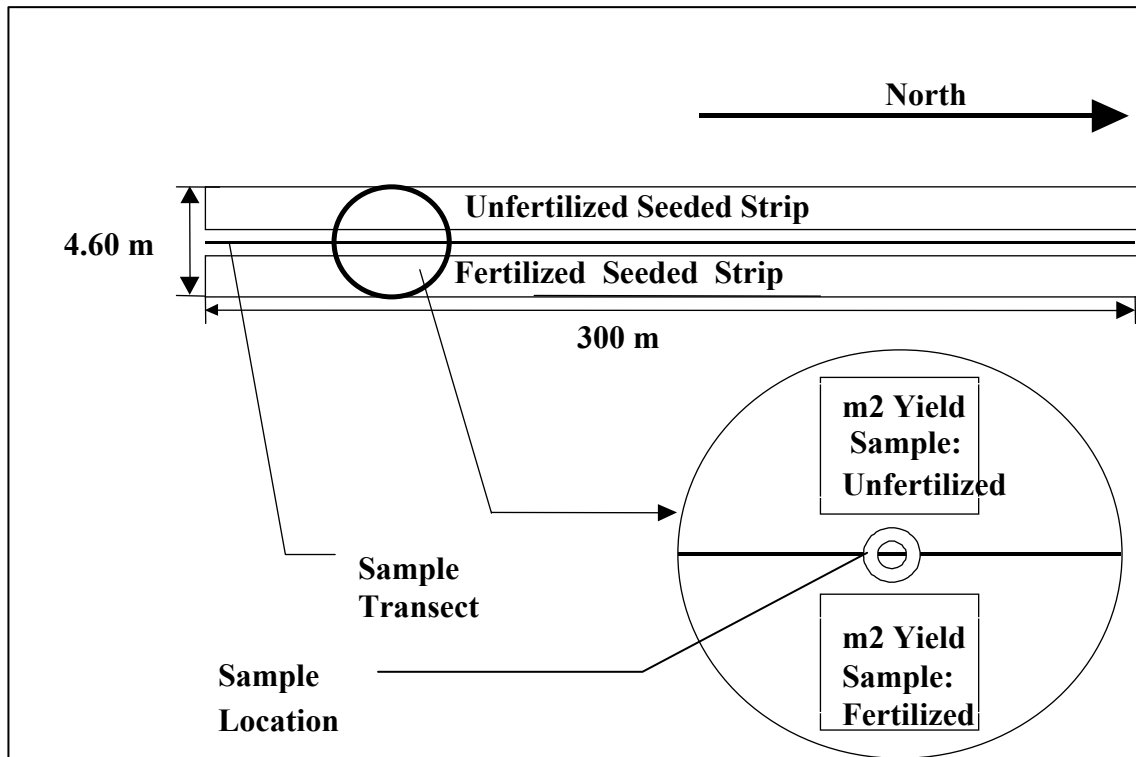 North
Unfertilized Seeded Strip
4.60 m
Fertilized Seeded Strip
300 m
m2 Yield
Sample:
Unfertilized
Sample
Transect
m2 Yield
Sample:
Fertilized
Sample
Location